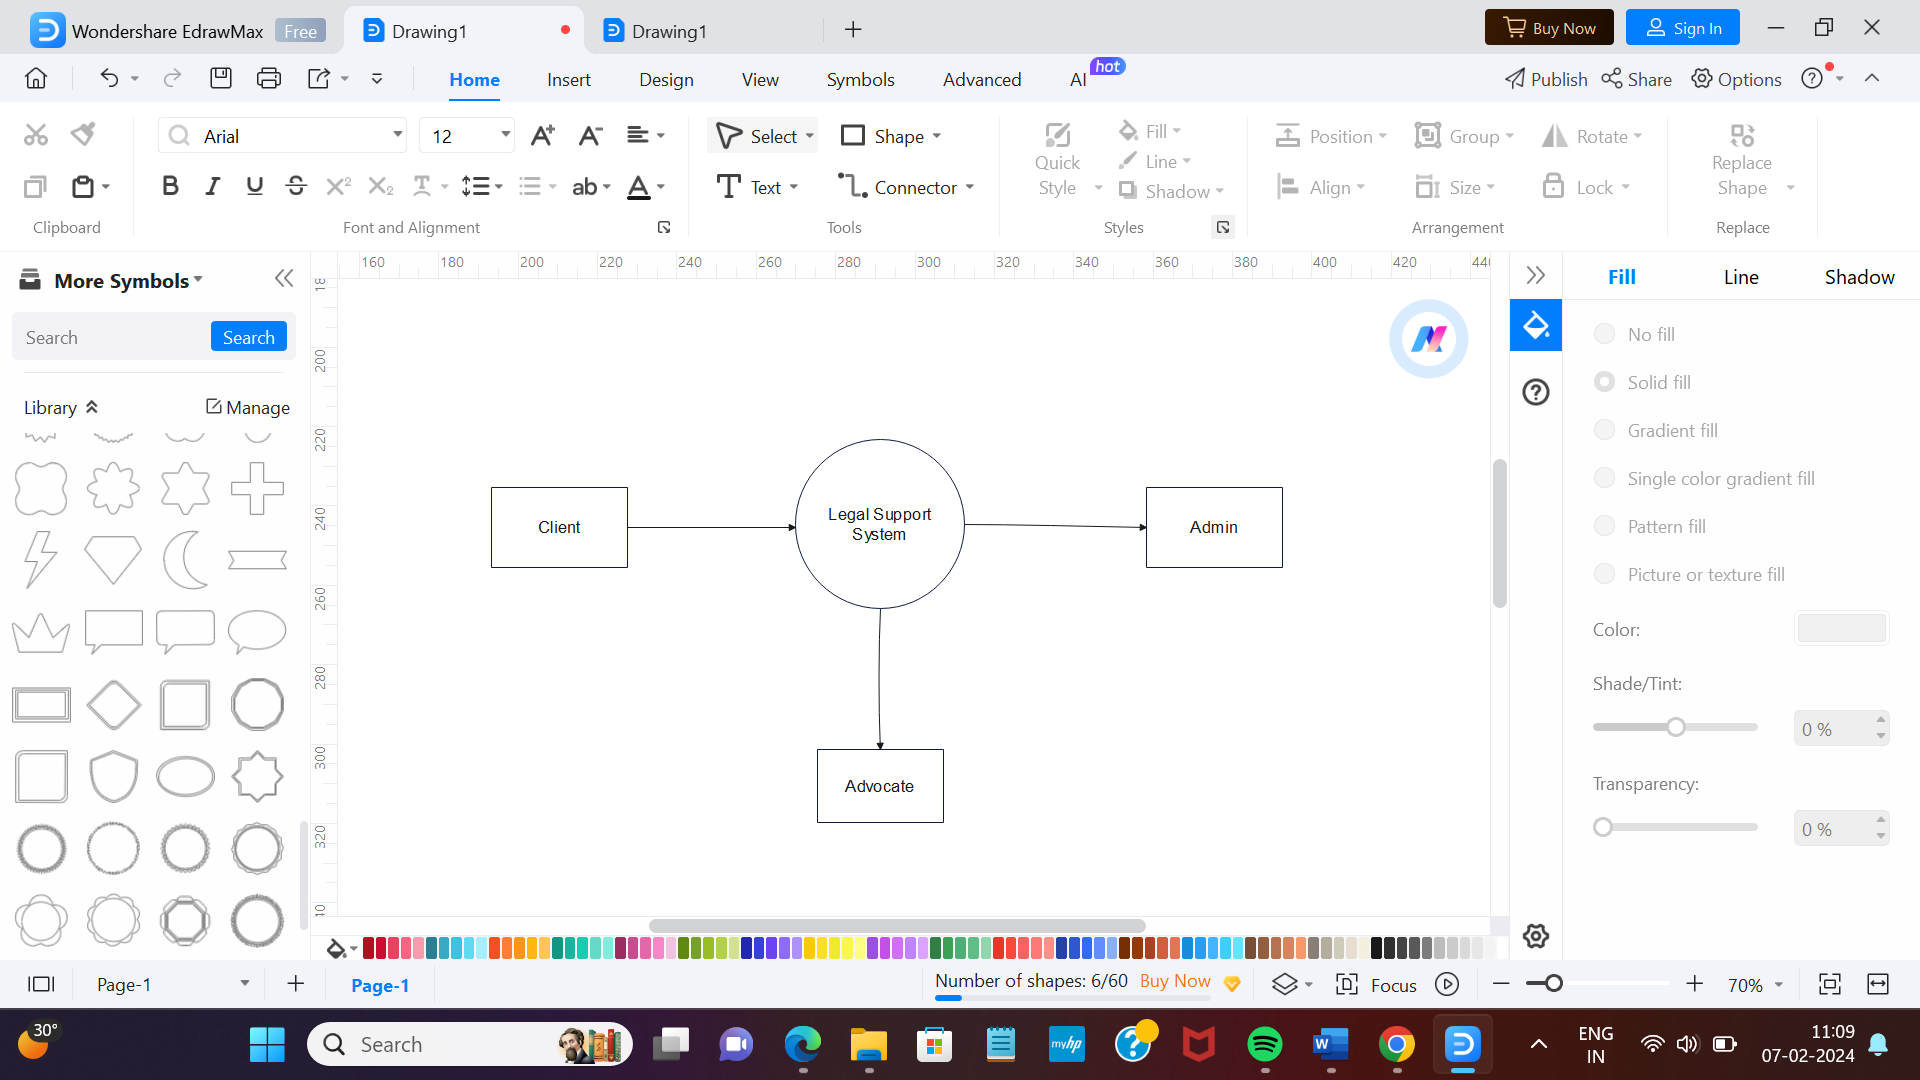 Wondershare EdrawMax Free Drawing1 Drawing1 Buy Now Sign In
Home Insert Design View Symbols Advanced AI hot Publish Share Options
Arial 12 Select Shape Quick Style Fill Position Group Rotate Replace Shape
Line
Text Connector Shadow Align Size Lock
Clipboard Font and Alignment Tools Styles Arrangement Replace
More Symbols
160 180 200 220 240 260 280 300 320 340 360 380 400 420 440
Fill Line Shadow
Search Search
Library Manage
200
220
240
260
280
300
320
Client
Legal Support
System
Admin
Advocate
No fill
Solid fill
Gradient fill
Single color gradient fill
Pattern fill
Picture or texture fill
Color:
Shade/Tint:
0 %
Transparency:
0 %
Page-1 Page-1 Number of shapes: 6/60 Buy Now Focus 70%
30° Search myhp W ENG
IN
11:09
07-02-2024